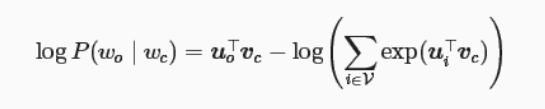 log P(w_o | w_c) = u_o^⊤ v_c − log( ∑_{i∈𝒱} exp(u_i^⊤ v_c) )